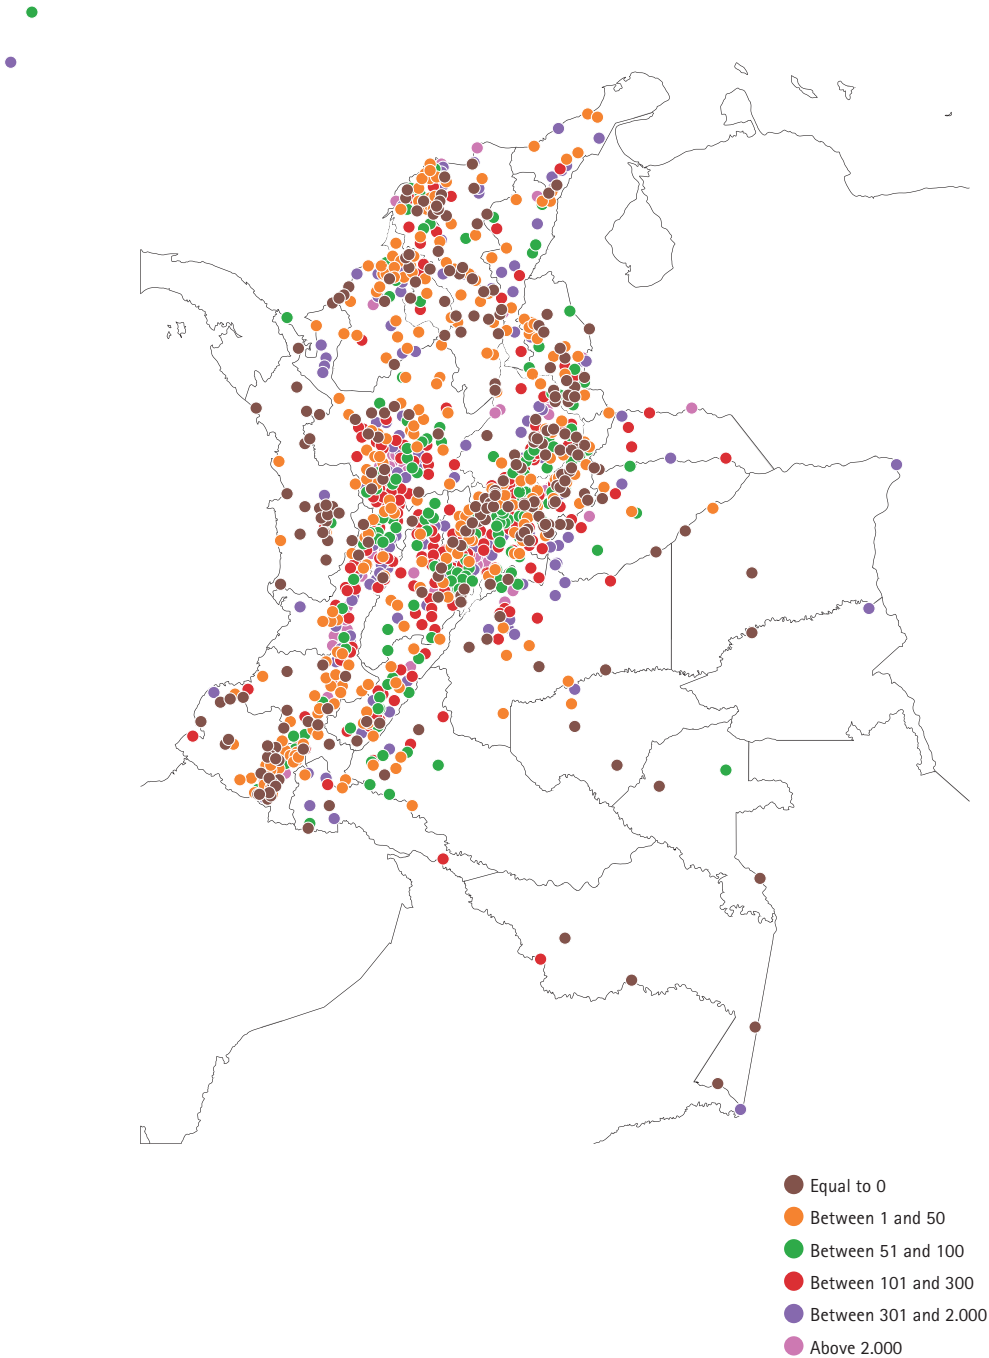 Equal to 0
Between 1 and 50
Between 51 and 100
Between 101 and 300
Between 301 and 2.000
Above 2.000